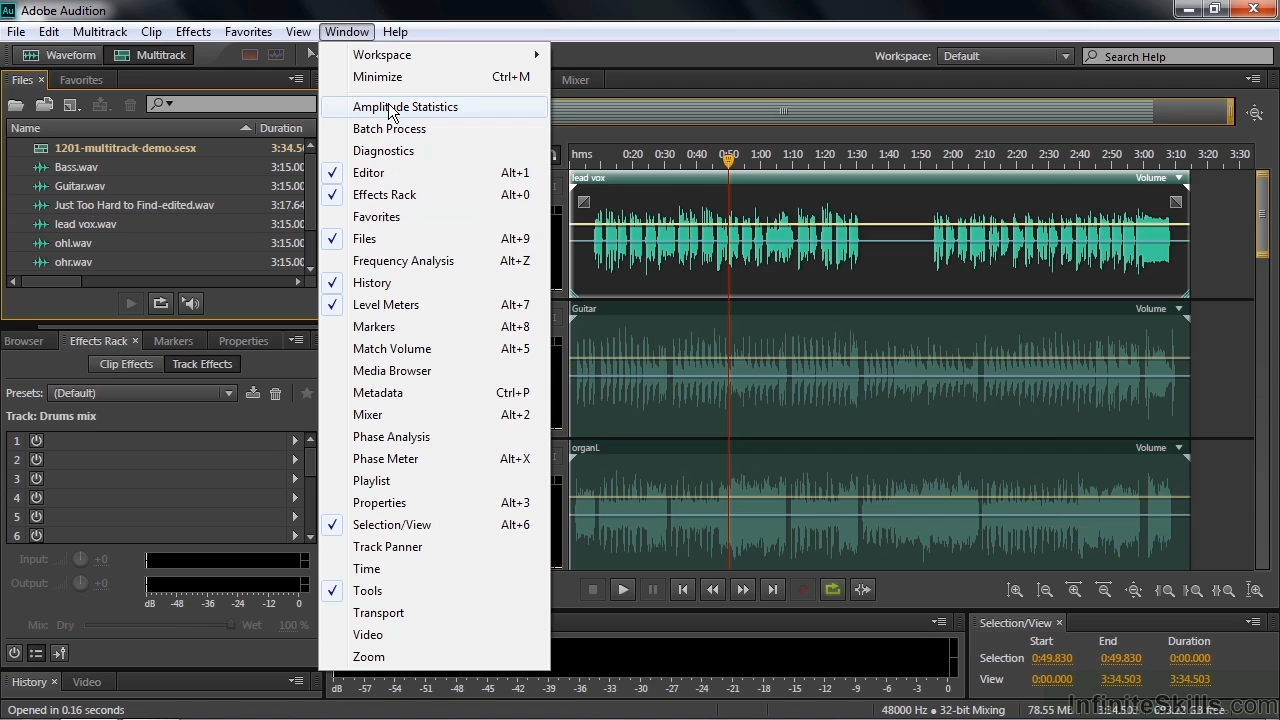 Au Adobe Audition
File Edit Multitrack Clip Effects Favorites View Window Help
Waveform Multitrack Workspace: Default Search Help
Files Favorites
Name Duration
1201-multitrack-demo.sesx 3:34.50
Bass.wav 3:15.00
Guitar.wav 3:15.00
Just Too Hard to Find-edited.wav 3:17.64
lead vox.wav 3:15.00
ohl.wav 3:15.00
ohr.wav 3:15.00
Browser Effects Rack Markers Properties
Clip Effects Track Effects
Presets: (Default)
Track: Drums mix
1
2
3
4
5
6
Input: +0
Output: +0
dB -48 -36 -24 -12 0
Mix: Dry Wet 100 %
History Video
Opened in 0.16 seconds
Workspace
Minimize Ctrl+M
Amplitude Statistics
Batch Process
Diagnostics
Editor Alt+1
Effects Rack Alt+0
Favorites
Files Alt+9
Frequency Analysis Alt+Z
History
Level Meters Alt+7
Markers Alt+8
Match Volume Alt+5
Media Browser
Metadata Ctrl+P
Mixer Alt+2
Phase Analysis
Phase Meter Alt+X
Playlist
Properties Alt+3
Selection/View Alt+6
Track Panner
Time
Tools
Transport
Video
Zoom
Mixer
hms 0:20 0:30 0:40 0:50 1:00 1:10 1:20 1:30 1:40 1:50 2:00 2:10 2:20 2:30 2:40 2:50 3:00 3:10 3:20 3:30
lead vox Volume
Guitar Volume
organL Volume
dB -57 -54 -51 -48 -45 -42 -39 -36 -33 -30 -27 -24 -21 -18 -15 -12 -9 -6 -3 0
Selection/View
Start End Duration
Selection 0:49.830 0:49.830 0:00.000
View 0:00.000 3:34.503 3:34.503
48000 Hz • 32-bit Mixing 78.55 MB 3:34.503
InfiniteSkills.com